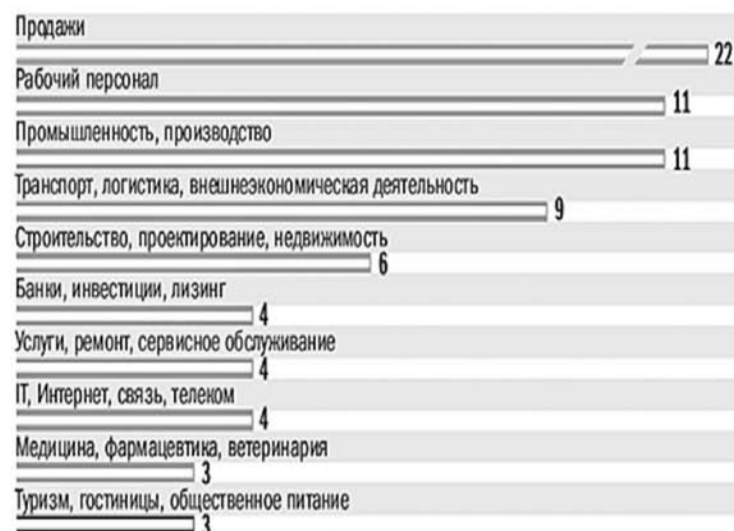 Продажи
22
Рабочий персонал
11
Промышленность, производство
11
Транспорт, логистика, внешнеэкономическая деятельность
9
Строительство, проектирование, недвижимость
6
Банки, инвестиции, лизинг
4
Услуги, ремонт, сервисное обслуживание
4
IT, Интернет, связь, телеком
4
Медицина, фармацевтика, ветеринария
3
Туризм, гостиницы, общественное питание
3